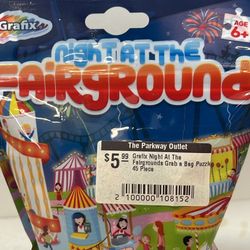 Grafix
AGE
6+
NIGHT AT THE
FAIRGROUND
The Parkway Outlet
$5.99
Grafix Night At The
Fairgrounds Grab a Bag Puzzle
45 Piece
2 100000 108152